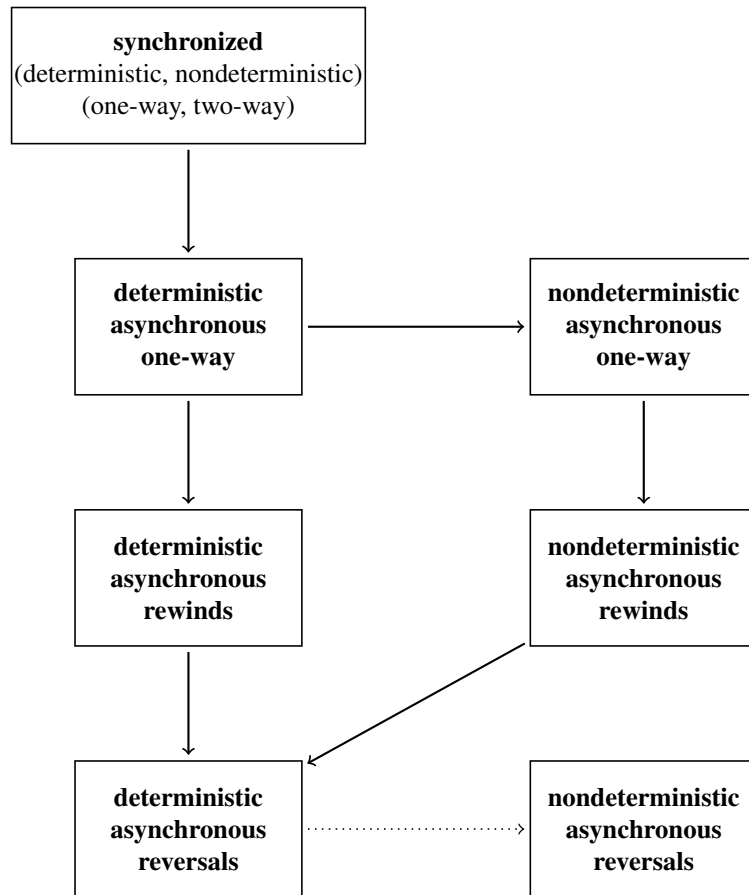 synchronized
(deterministic, nondeterministic)
(one-way, two-way)
deterministic
asynchronous
one-way
nondeterministic
asynchronous
one-way
deterministic
asynchronous
rewinds
nondeterministic
asynchronous
rewinds
deterministic
asynchronous
reversals
nondeterministic
asynchronous
reversals